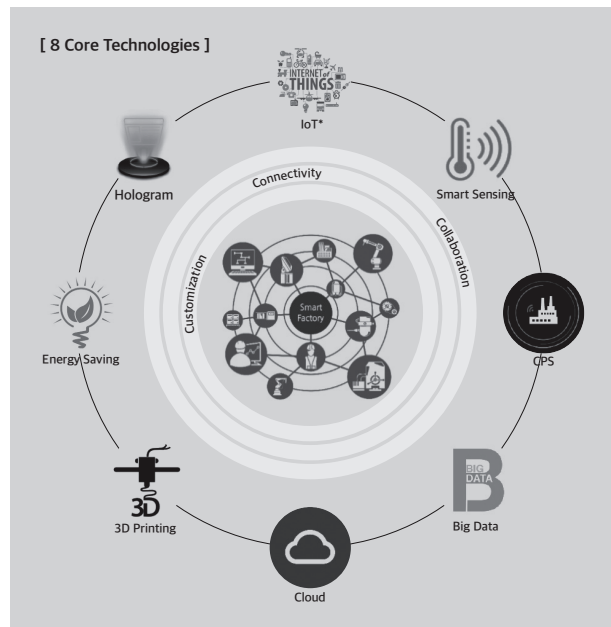 [ 8 Core Technologies ]
INTERNET of
THINGS
IoT*
Hologram
Smart Sensing
Connectivity
Collaboration
Customization
Smart
Factory
Energy Saving
CPS
3D
3D Printing
BIG
DATA
Big Data
Cloud